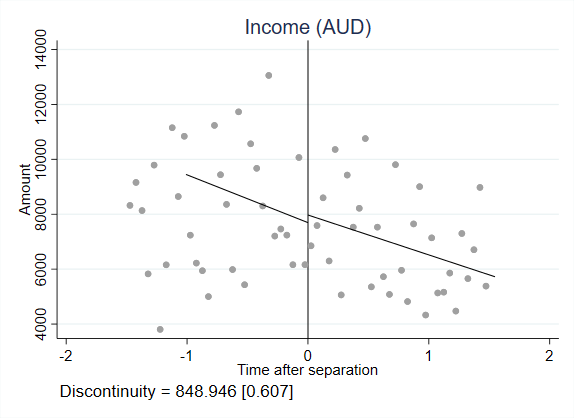 Income (AUD)
Amount
14000
12000
10000
8000
6000
4000
-2
-1
0
1
2
Time after separation
Discontinuity = 848.946 [0.607]